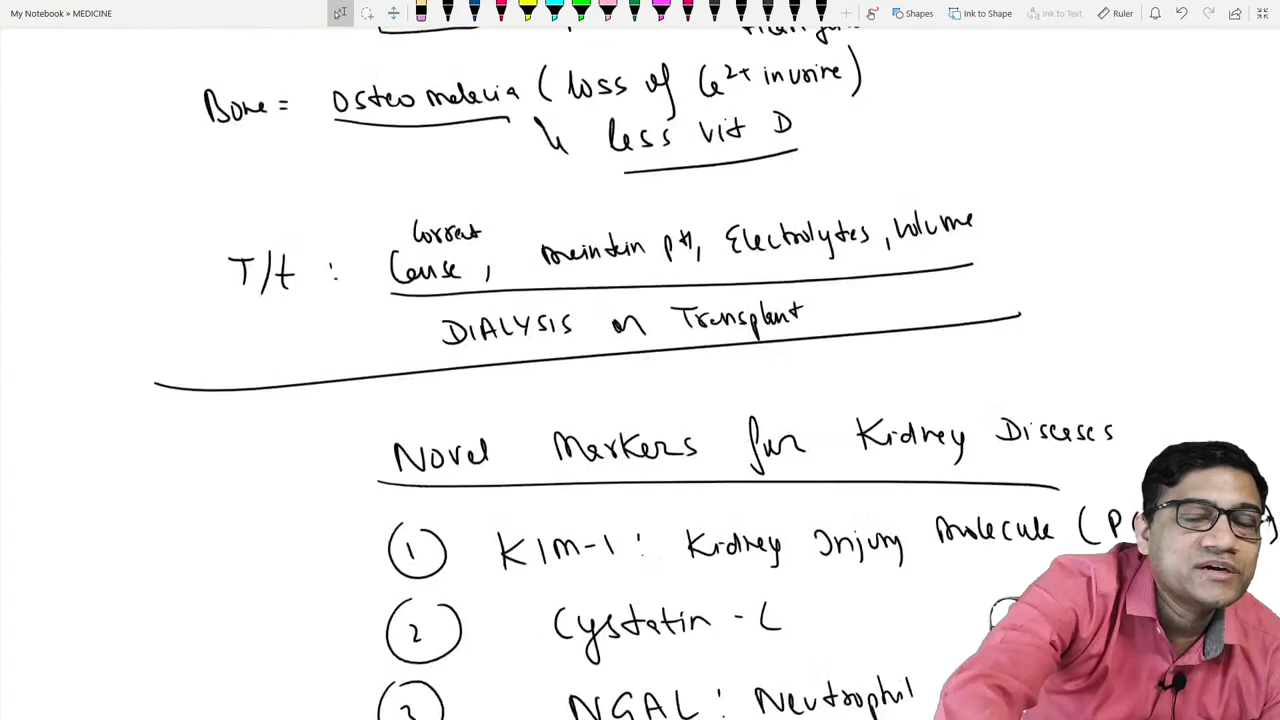 My Notebook » MEDICINE
Shapes
Ink to Shape
Ink to Text
Ruler
Bone = Osteomalacia (loss of Ca2+ in urine)
↳ less vit D
T/t : Correct Cause, maintain pH, Electrolytes, Volume
DIALYSIS or Transplant
Novel Markers for Kidney Diseases
① KIM-1 : Kidney Injury molecule (P
② Cystatin - C
③ NGAL : Neutrophil